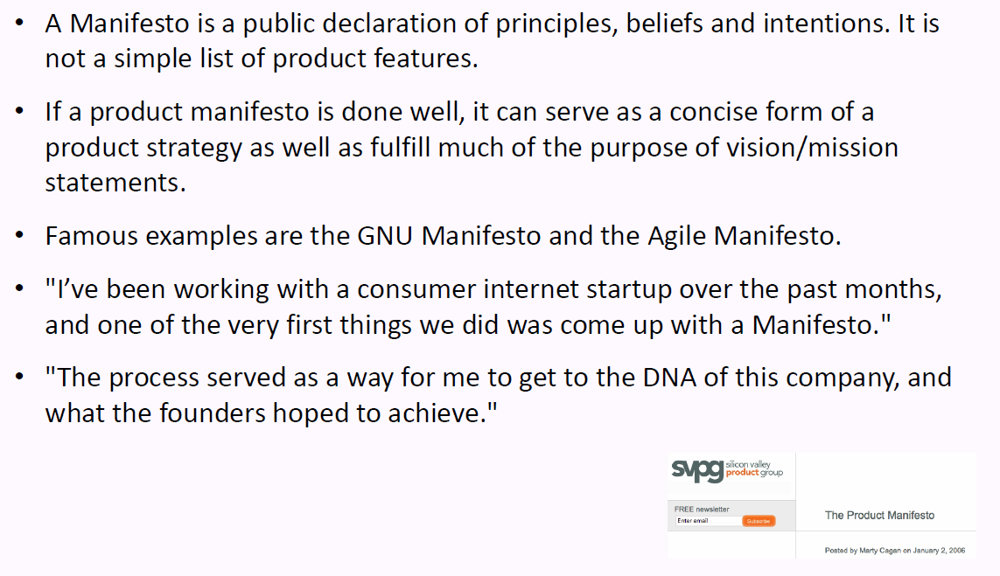 • A Manifesto is a public declaration of principles, beliefs and intentions. It is
not a simple list of product features.
• If a product manifesto is done well, it can serve as a concise form of a
product strategy as well as fulfill much of the purpose of vision/mission
statements.
• Famous examples are the GNU Manifesto and the Agile Manifesto.
• "I’ve been working with a consumer internet startup over the past months,
and one of the very first things we did was come up with a Manifesto."
• "The process served as a way for me to get to the DNA of this company, and
what the founders hoped to achieve."
svpg silicon valley
product group
FREE newsletter
Enter email Subscribe
The Product Manifesto
Posted by Marty Cagan on January 2, 2006